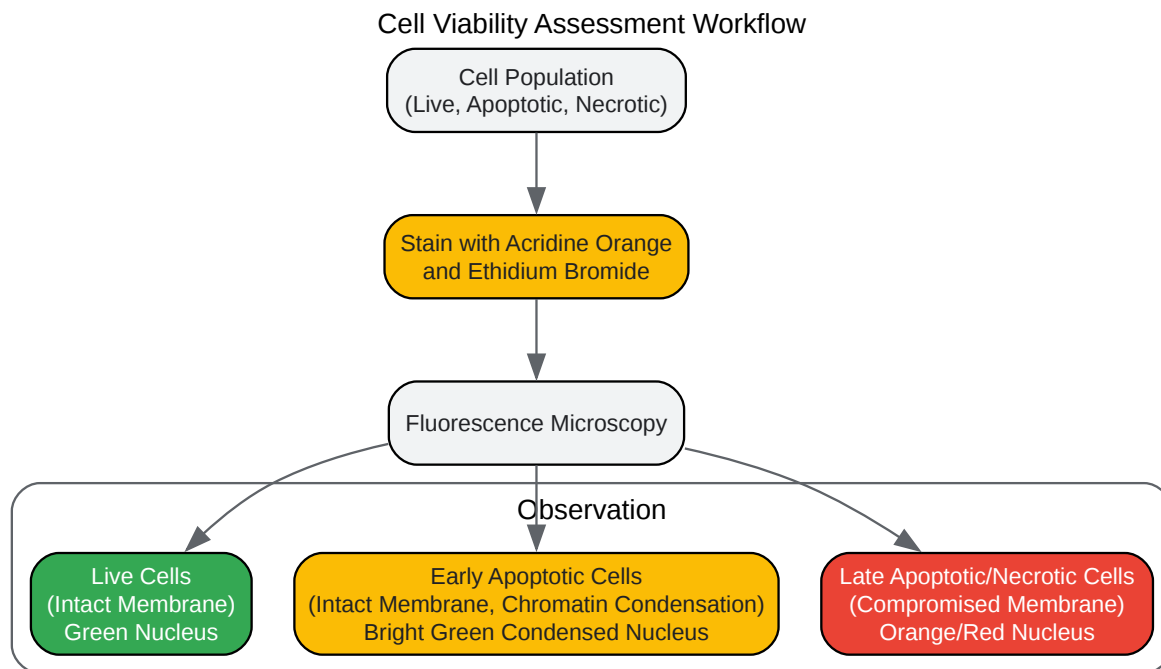 Cell Viability Assessment Workflow
Cell Population
(Live, Apoptotic, Necrotic)
Stain with Acridine Orange
and Ethidium Bromide
Fluorescence Microscopy
Observation
Live Cells
(Intact Membrane)
Green Nucleus
Early Apoptotic Cells
(Intact Membrane, Chromatin Condensation)
Bright Green Condensed Nucleus
Late Apoptotic/Necrotic Cells
(Compromised Membrane)
Orange/Red Nucleus